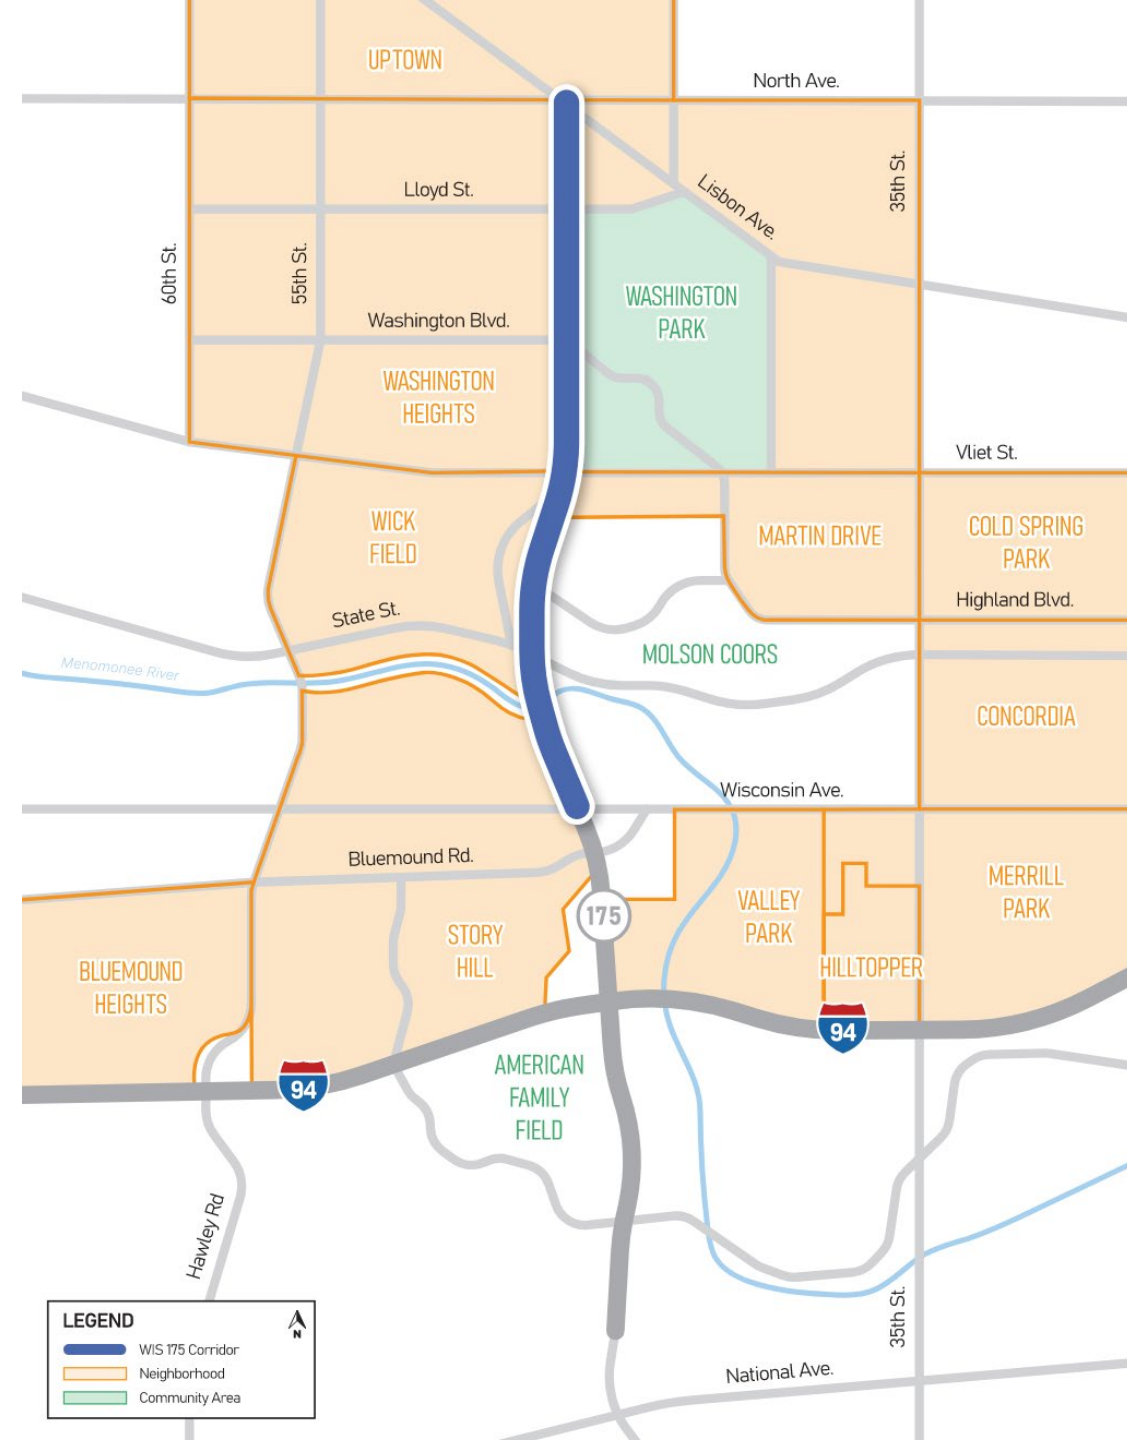 UPTOWN
North Ave.
Lloyd St.
Lisbon Ave.
35th St.
60th St.
55th St.
WASHINGTON
PARK
Washington Blvd.
WASHINGTON
HEIGHTS
Vliet St.
WICK
FIELD
MARTIN DRIVE
COLD SPRING
PARK
Highland Blvd.
State St.
MOLSON COORS
Menomonee River
CONCORDIA
Wisconsin Ave.
Bluemound Rd.
MERRILL
PARK
VALLEY
PARK
175
STORY
HILL
HILLTOPPER
BLUEMOUND
HEIGHTS
94
94
AMERICAN
FAMILY
FIELD
Hawley Rd
35th St.
National Ave.
LEGEND
N
WIS 175 Corridor
Neighborhood
Community Area